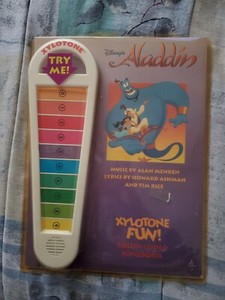 XYLOTONE
TRY
ME!
Disney's
Aladdin
MUSIC BY ALAN MENKEN
LYRICS BY HOWARD ASHMAN
AND TIM RICE
XYLOTONE
FUN!